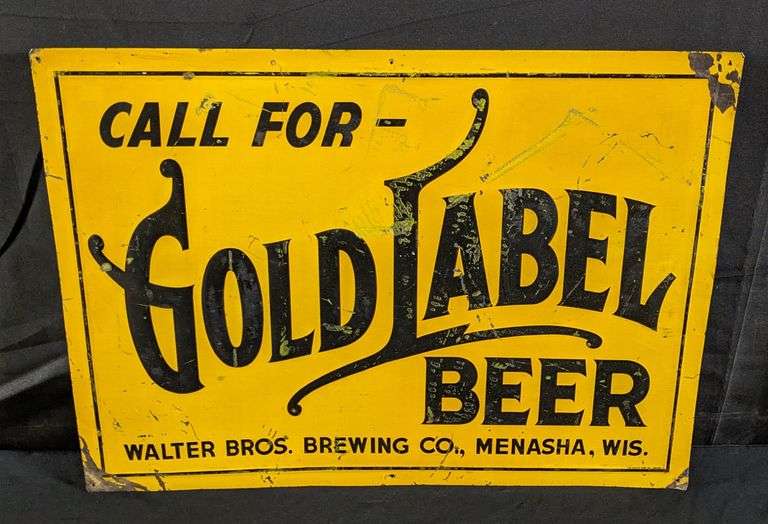 CALL FOR -
GOLD LABEL
BEER
WALTER BROS. BREWING CO., MENASHA, WIS.